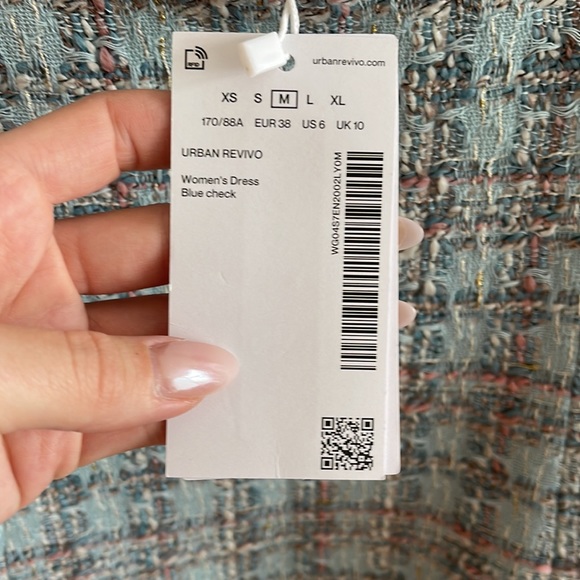 RFID
urbanrevivo.com
XS S M L XL
170/88A EUR 38 US 6 UK 10
URBAN REVIVO
Women's Dress
Blue check
WG04S7EN2002LY0M